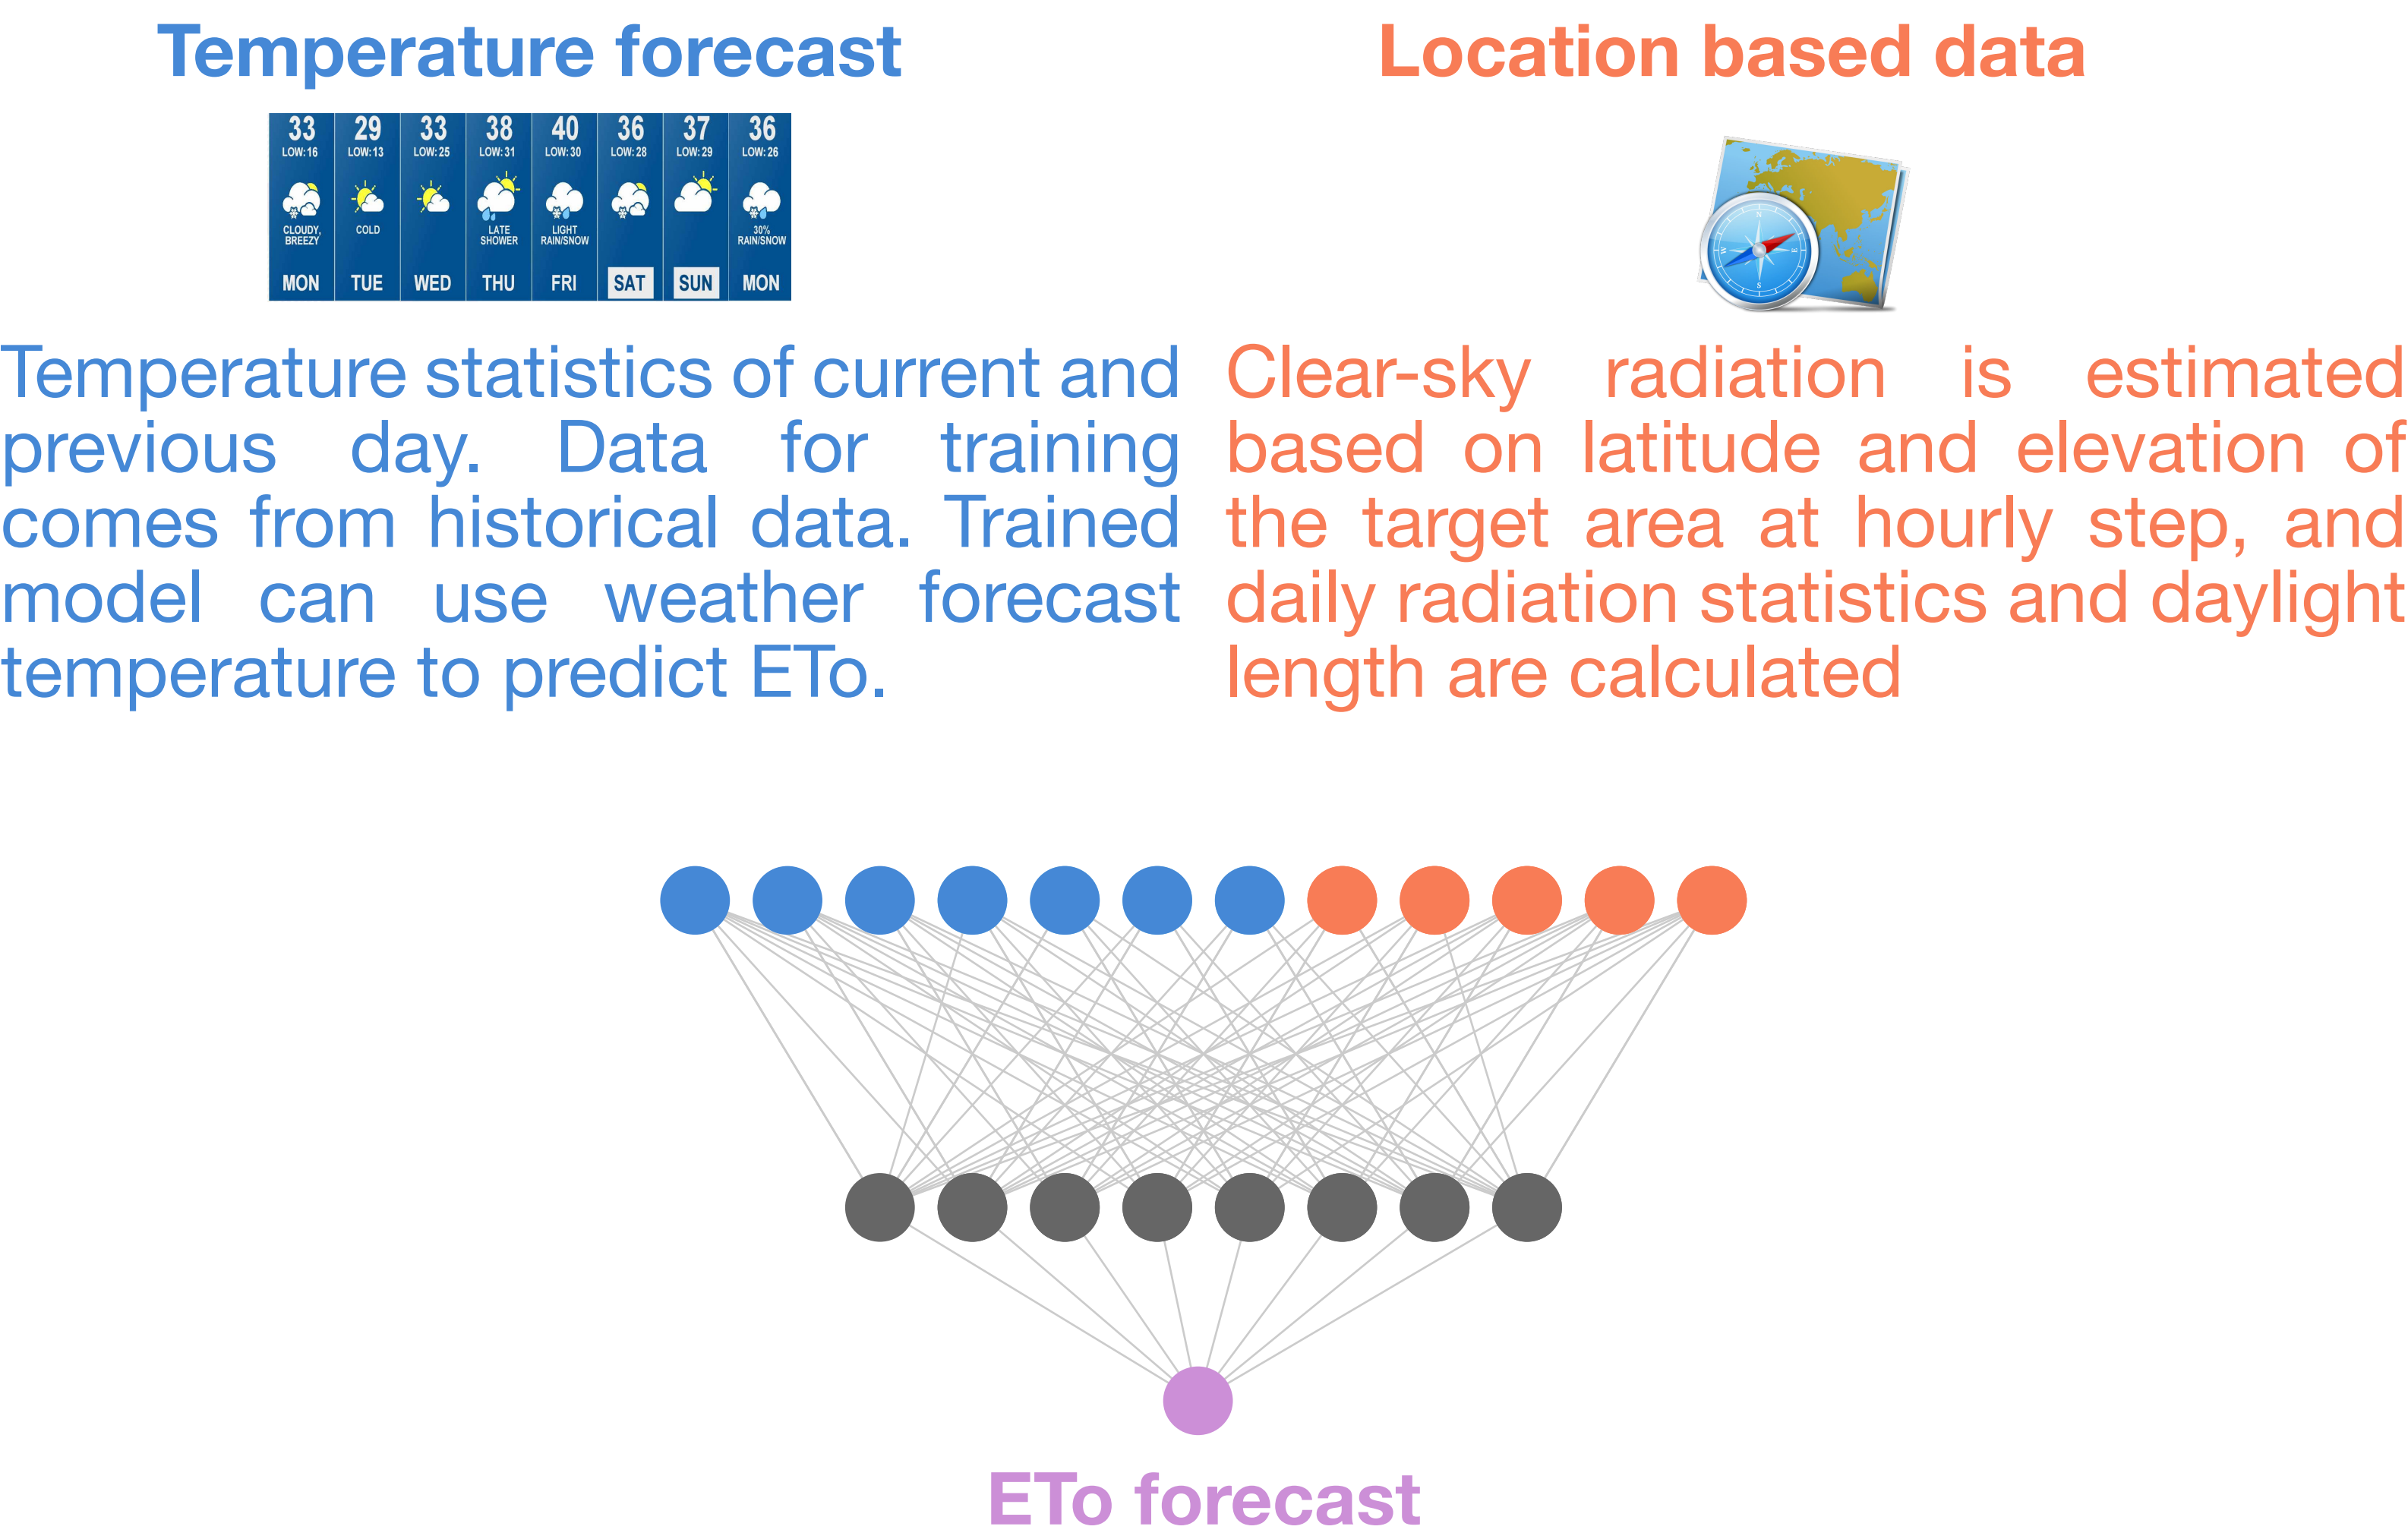 Temperature forecast
33 29 33 38 40 36 37 36
LOW:16 LOW:13 LOW:25 LOW:31 LOW:30 LOW:28 LOW:29 LOW:26
CLOUDY, COLD LATE LIGHT 30%
BREEZY SHOWER RAIN/SNOW RAIN/SNOW
MON TUE WED THU FRI SAT SUN MON
Temperature statistics of current and
previous day. Data for training
comes from historical data. Trained
model can use weather forecast
temperature to predict ETo.
Location based data
N
W E
S
Clear-sky radiation is estimated
based on latitude and elevation of
the target area at hourly step, and
daily radiation statistics and daylight
length are calculated
ETo forecast